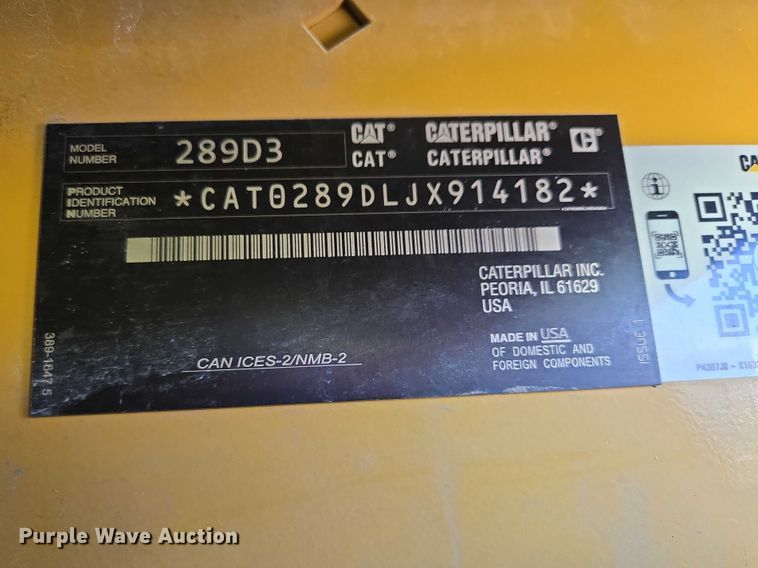 MODEL NUMBER 289D3
CAT® CATERPILLAR® C®
CAT® CATERPILLAR®
PRODUCT IDENTIFICATION NUMBER *CAT0289DLJX914182*
CATERPILLAR INC.
PEORIA, IL 61629
USA
MADE IN USA
OF DOMESTIC AND
FOREIGN COMPONENTS
CAN ICES-2/NMB-2
389-1647 5
ISSUE 1
Purple Wave Auction